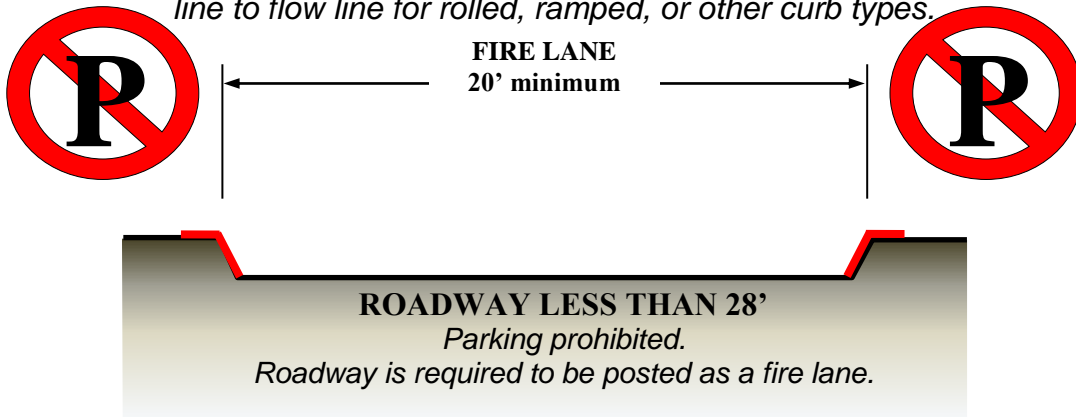 line to flow line for rolled, ramped, or other curb types.
P
FIRE LANE
20’ minimum
P
ROADWAY LESS THAN 28’
Parking prohibited.
Roadway is required to be posted as a fire lane.